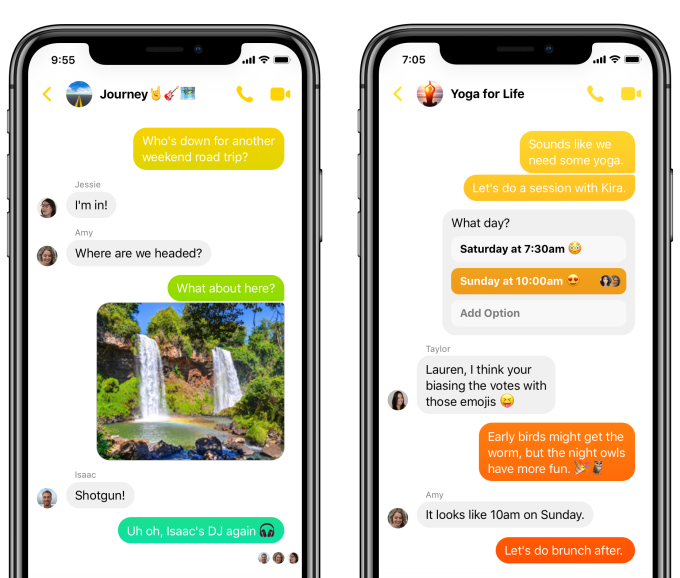 9:55
Journey🤘🎸🗺️
Who's down for another
weekend road trip?
Jessie
I'm in!
Amy
Where are we headed?
What about here?
Isaac
Shotgun!
Uh oh, Isaac's DJ again 🎧
7:05
Yoga for Life
Sounds like we
need some yoga.
Let's do a session with Kira.
What day?
Saturday at 7:30am 😳
Sunday at 10:00am 😍
Add Option
Taylor
Lauren, I think your
biasing the votes with
those emojis 😝
Early birds might get the
worm, but the night owls
have more fun. 🎉🦉
Amy
It looks like 10am on Sunday.
Let's do brunch after.